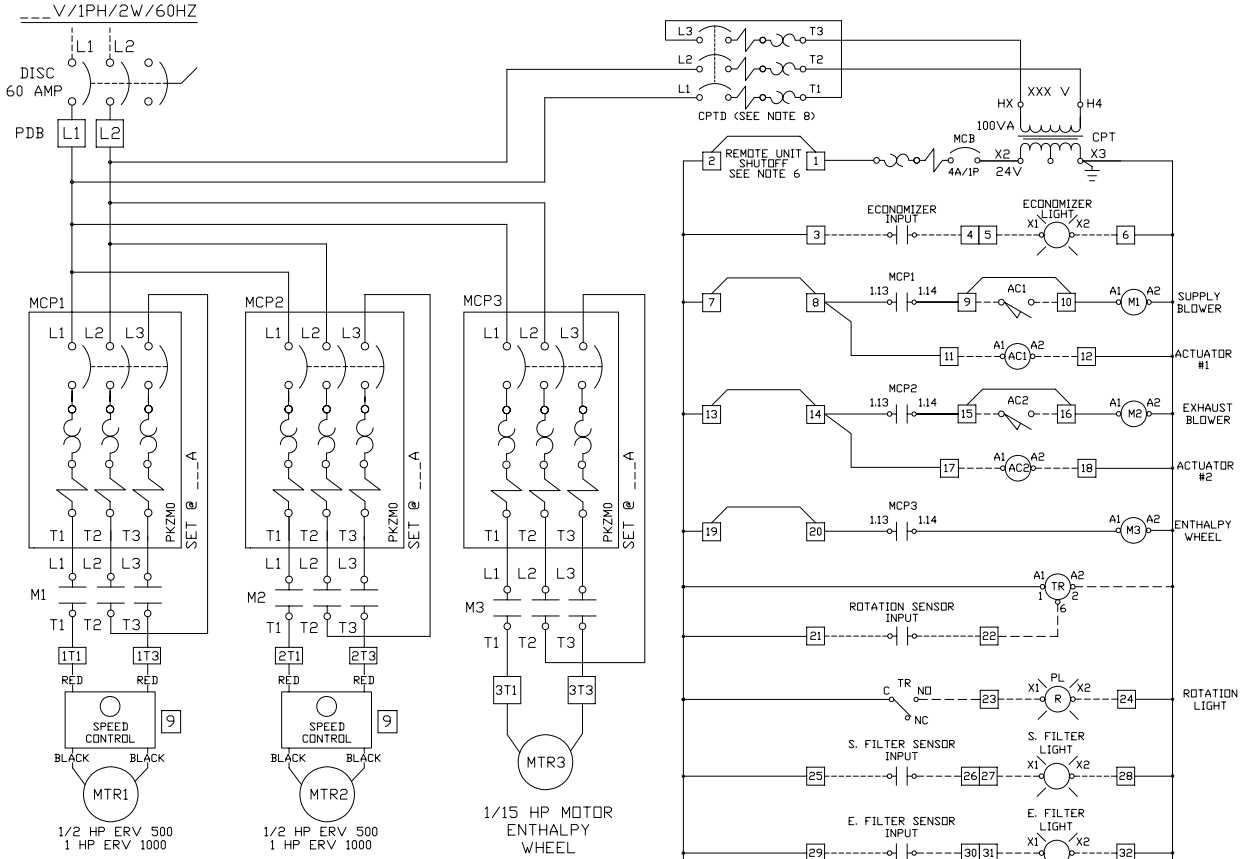 ___V/1PH/2W/60HZ
L1 L2
DISC
60 AMP
PDB L1 L2
L3 T3
L2 T2
L1 T1
CPTD (SEE NOTE 8)
XXX V
HX H4
100VA
CPT
MCB
X2 X3
4A/1P 24V
2 REMOTE UNIT
SHUTOFF
SEE NOTE 6
1
ECONOMIZER
INPUT
ECONOMIZER
LIGHT
X1 X2
3 4 5 6
MCP1
1.13 1.14
AC1
7 8 9 10
A1 M1 A2
SUPPLY
BLOWER
11 A1 AC1 A2 12
ACTUATOR
#1
MCP2
1.13 1.14
AC2
13 14 15 16
A1 M2 A2
EXHAUST
BLOWER
17 A1 AC2 A2 18
ACTUATOR
#2
MCP3
1.13 1.14
19 20
A1 M3 A2
ENTHALPY
WHEEL
A1 TR A2
1 2
6
ROTATION SENSOR
INPUT
21 22
C TR NO
NC
23
PL
X1 R X2
24
ROTATION
LIGHT
S. FILTER SENSOR
INPUT
S. FILTER
LIGHT
X1 X2
25 26 27 28
E. FILTER SENSOR
INPUT
E. FILTER
LIGHT
X1 X2
29 30 31 32
MCP1
L1 L2 L3
PKZM0
SET @ ___A
T1 T2 T3
L1 L2 L3
M1
T1 T2 T3
1T1 1T3
RED RED
SPEED
CONTROL
9
BLACK BLACK
MTR1
1/2 HP ERV 500
1 HP ERV 1000
MCP2
L1 L2 L3
PKZM0
SET @ ___A
T1 T2 T3
L1 L2 L3
M2
T1 T2 T3
2T1 2T3
RED RED
SPEED
CONTROL
9
BLACK BLACK
MTR2
1/2 HP ERV 500
1 HP ERV 1000
MCP3
L1 L2 L3
PKZM0
SET @ ___A
T1 T2 T3
L1 L2 L3
M3
T1 T2 T3
3T1 3T3
MTR3
1/15 HP MOTOR
ENTHALPY
WHEEL